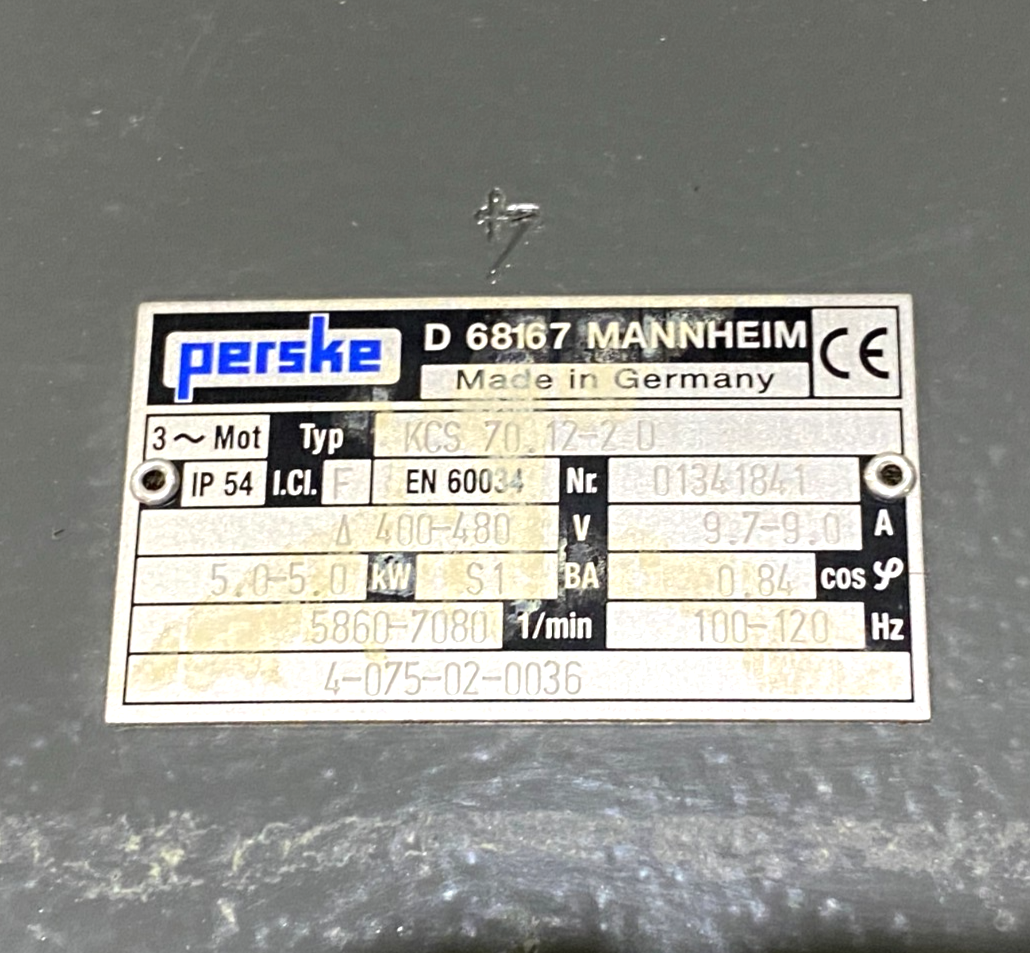 4
perske D 68167 MANNHEIM CE
Made in Germany
3 ~ Mot Typ KCS 70.12-2 D
IP 54 I.Cl. F EN 60034 Nr. 01341841
Δ 400-480 V 9.7-9.0 A
5.0-5.0 kW S1 BA 0.84 cos φ
5860-7080 1/min 100-120 Hz
4-075-02-0036